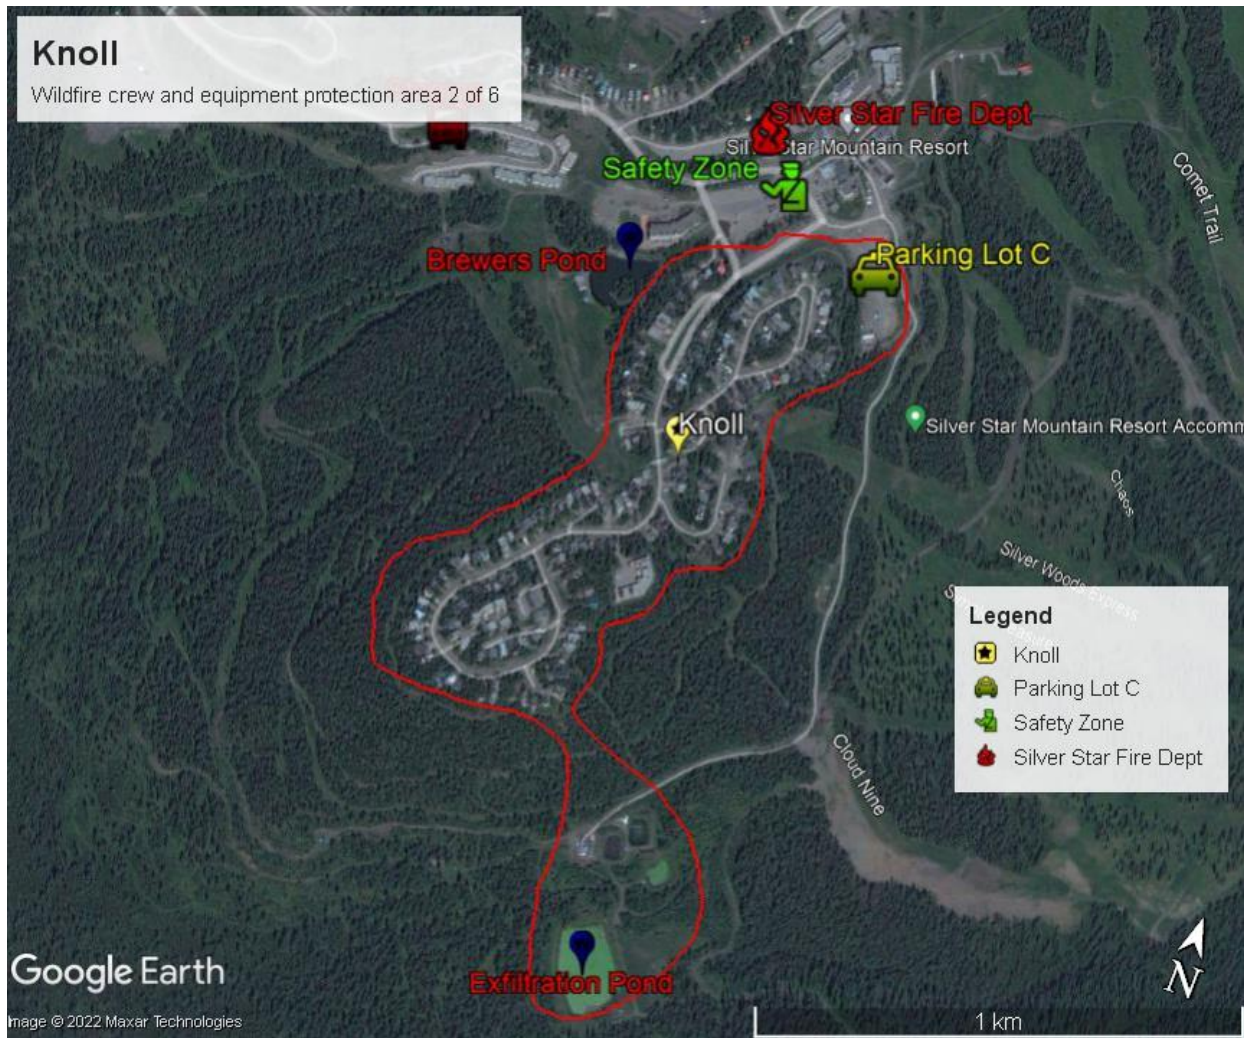 Knoll
Wildfire crew and equipment protection area 2 of 6
Silver Star Fire Dept
Silver Star Mountain Resort
Safety Zone
Comet Trail
Brewers Pond
Parking Lot C
Knoll
Silver Star Mountain Resort Accomm
Chaos
Silver Woods Express
Legend
Knoll
Parking Lot C
Safety Zone
Silver Star Fire Dept
Cloud Nine
Exfiltration Pond
Google Earth
Image © 2022 Maxar Technologies
N
1 km